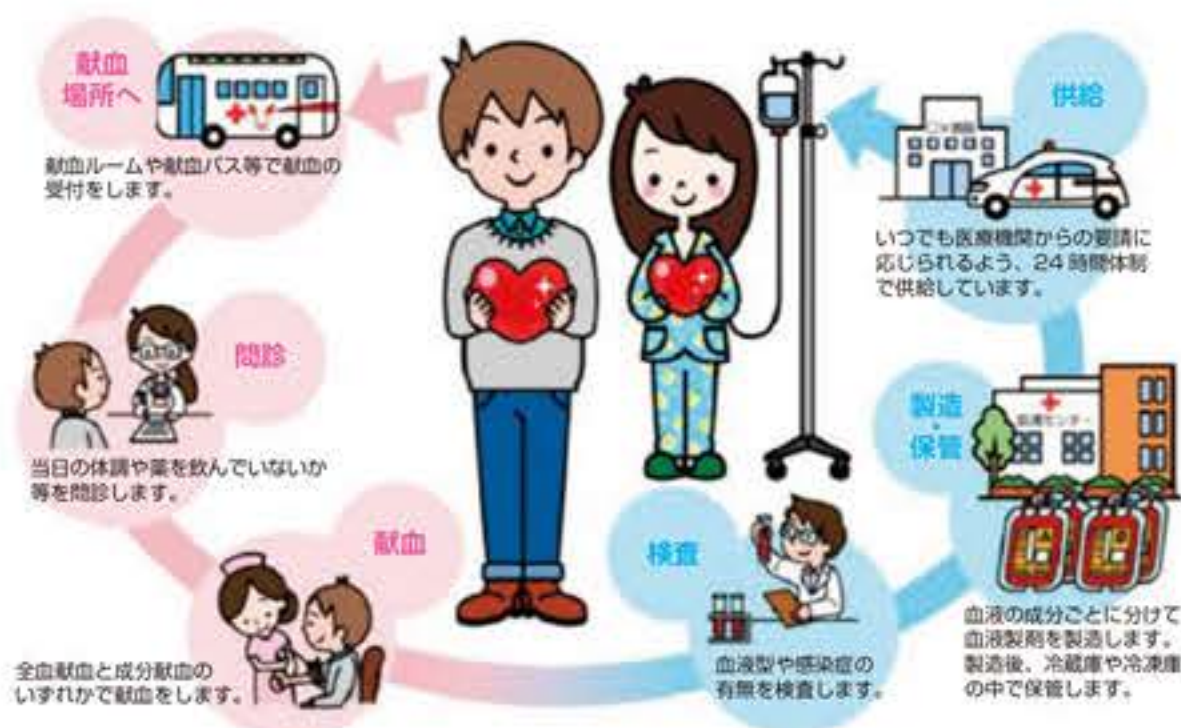 献血
場所へ
献血ルームや献血バス等で献血の
受付をします。
問診
当日の体調や薬を飲んでいないか
等を問診します。
献血
全血献血と成分献血の
いずれかで献血をします。
検査
血液型や感染症の
有無を検査します。
製造
・
保管
血液の成分ごとに分けて
血液製剤を製造します。
製造後、冷蔵庫や冷凍庫
の中で保管します。
供給
いつでも医療機関からの要請に
応じられるよう、24時間体制
で供給しています。